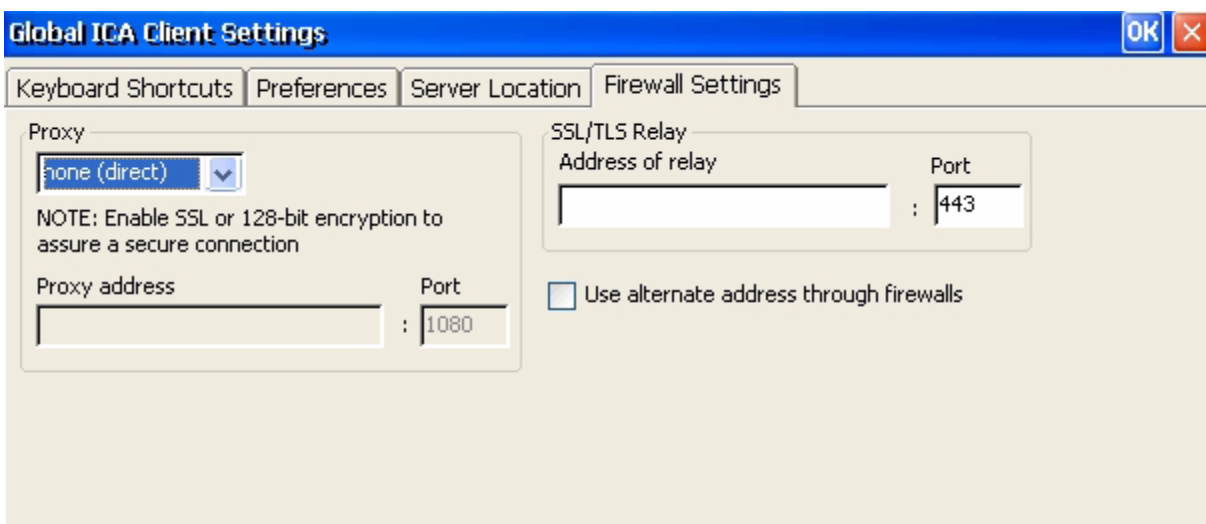 Global ICA Client Settings OK
Keyboard Shortcuts Preferences Server Location Firewall Settings
Proxy
none (direct)
NOTE: Enable SSL or 128-bit encryption to
assure a secure connection
Proxy address Port
: 1080
SSL/TLS Relay
Address of relay Port
: 443
Use alternate address through firewalls